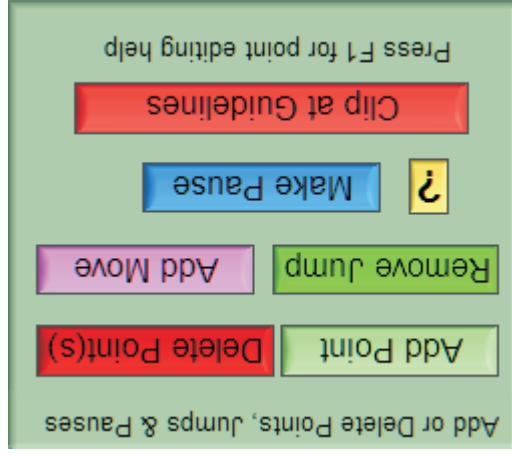 Add or Delete Points, Jumps & Pauses
Add Point Delete Point(s)
Remove Jump Add Move
? Make Pause
Clip at Guidelines
Press F1 for point editing help